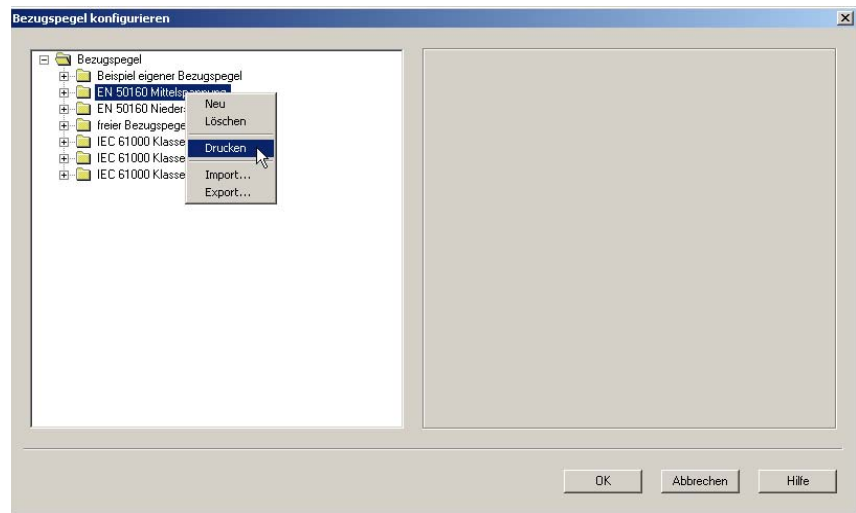 Bezugspegel konfigurieren
Bezugspegel
Beispiel eigener Bezugspegel
EN 50160 Mittelspannung
EN 50160 Nieder
freier Bezugspege
IEC 61000 Klasse
IEC 61000 Klasse
IEC 61000 Klasse
Neu
Löschen
Drucken
Import...
Export...
OK
Abbrechen
Hilfe